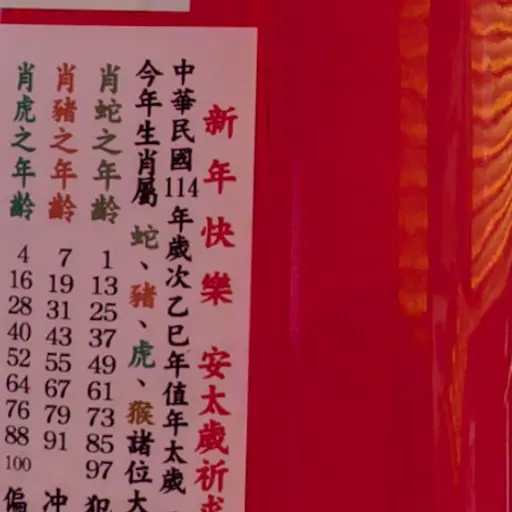 新年快樂 安太歲祈求
中華民國114年歲次乙巳年值年太歲
今年生肖屬 蛇、豬、虎、猴諸位大
肖蛇之年齡 1 13 25 37 49 61 73 85 97 犯
肖豬之年齡 7 19 31 43 55 67 79 91 冲
肖虎之年齡 4 16 28 40 52 64 76 88 100 偏